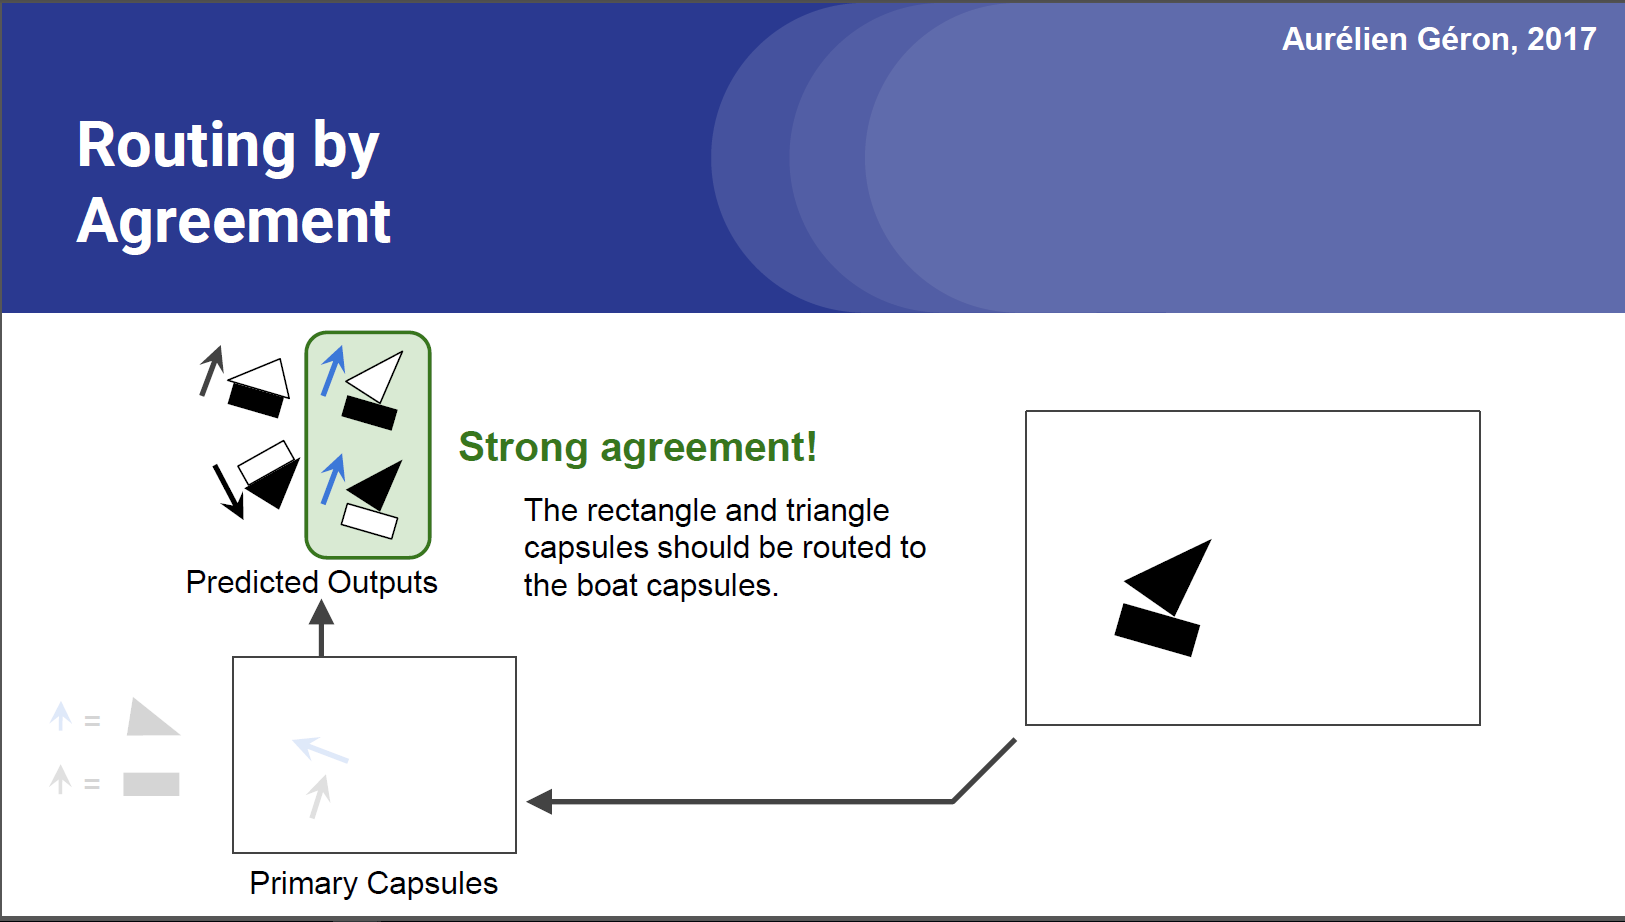 Aurélien Géron, 2017
Routing by
Agreement
Strong agreement!
The rectangle and triangle
capsules should be routed to
the boat capsules.
Predicted Outputs
=
=
Primary Capsules